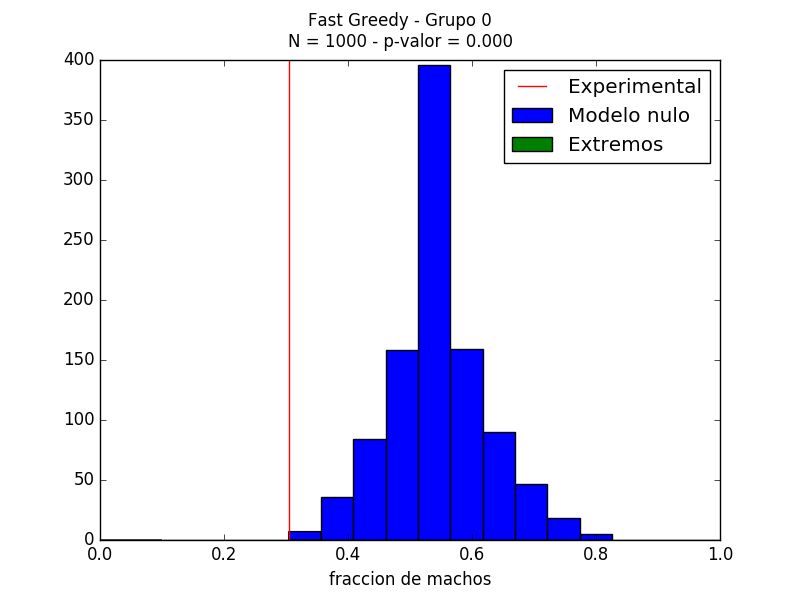 Fast Greedy - Grupo 0
N = 1000 - p-valor = 0.000
400
350
300
250
200
150
100
50
0
Experimental
Modelo nulo
Extremos
0.0 0.2 0.4 0.6 0.8 1.0
fraccion de machos